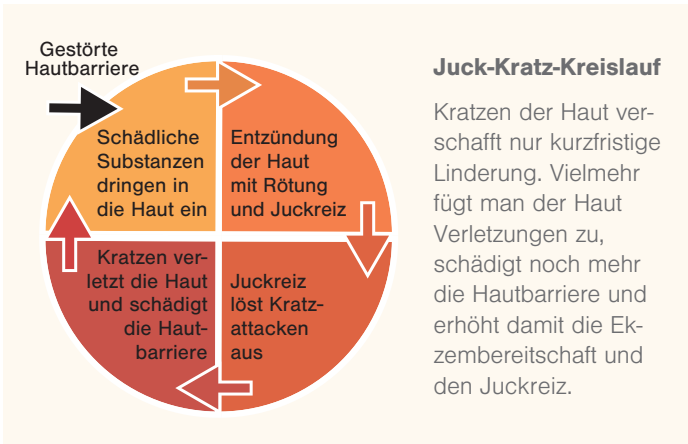 Gestörte
Hautbarriere
Schädliche
Substanzen
dringen in
die Haut ein
Entzündung
der Haut
mit Rötung
und Juckreiz
Juckreiz
löst Kratz-
attacken
aus
Kratzen ver-
letzt die Haut
und schädigt
die Haut-
barriere
Juck-Kratz-Kreislauf
Kratzen der Haut ver-
schafft nur kurzfristige
Linderung. Vielmehr
fügt man der Haut
Verletzungen zu,
schädigt noch mehr
die Hautbarriere und
erhöht damit die Ek-
zembereitschaft und
den Juckreiz.